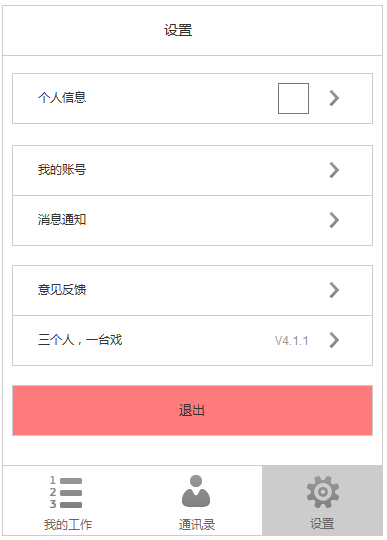 设置
个人信息
我的账号
消息通知
意见反馈
三个人，一台戏 V4.1.1
退出
1
2
3
我的工作 通讯录 设置